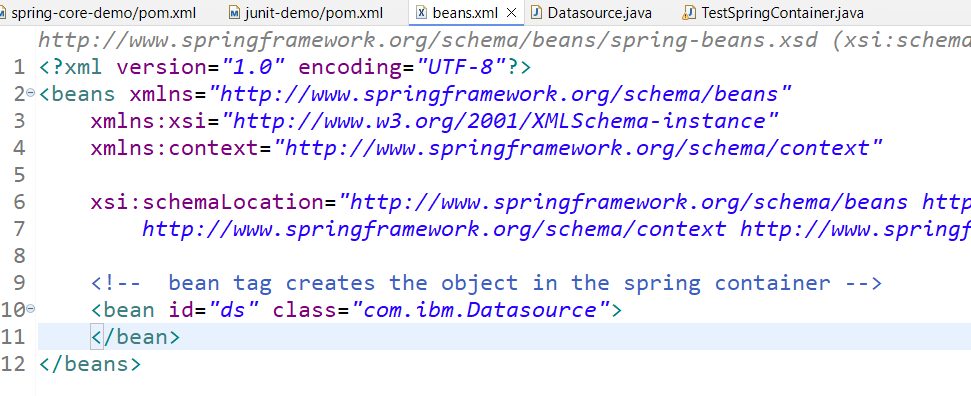 spring-core-demo/pom.xml junit-demo/pom.xml beans.xml Datasource.java TestSpringContainer.java
http://www.springframework.org/schema/beans/spring-beans.xsd (xsi:schema
1 <?xml version="1.0" encoding="UTF-8"?>
2 <beans xmlns="http://www.springframework.org/schema/beans"
3 xmlns:xsi="http://www.w3.org/2001/XMLSchema-instance"
4 xmlns:context="http://www.springframework.org/schema/context"
5
6 xsi:schemaLocation="http://www.springframework.org/schema/beans http
7 http://www.springframework.org/schema/context http://www.springf
8
9 <!--  bean tag creates the object in the spring container -->
10 <bean id="ds" class="com.ibm.Datasource">
11 </bean>
12 </beans>